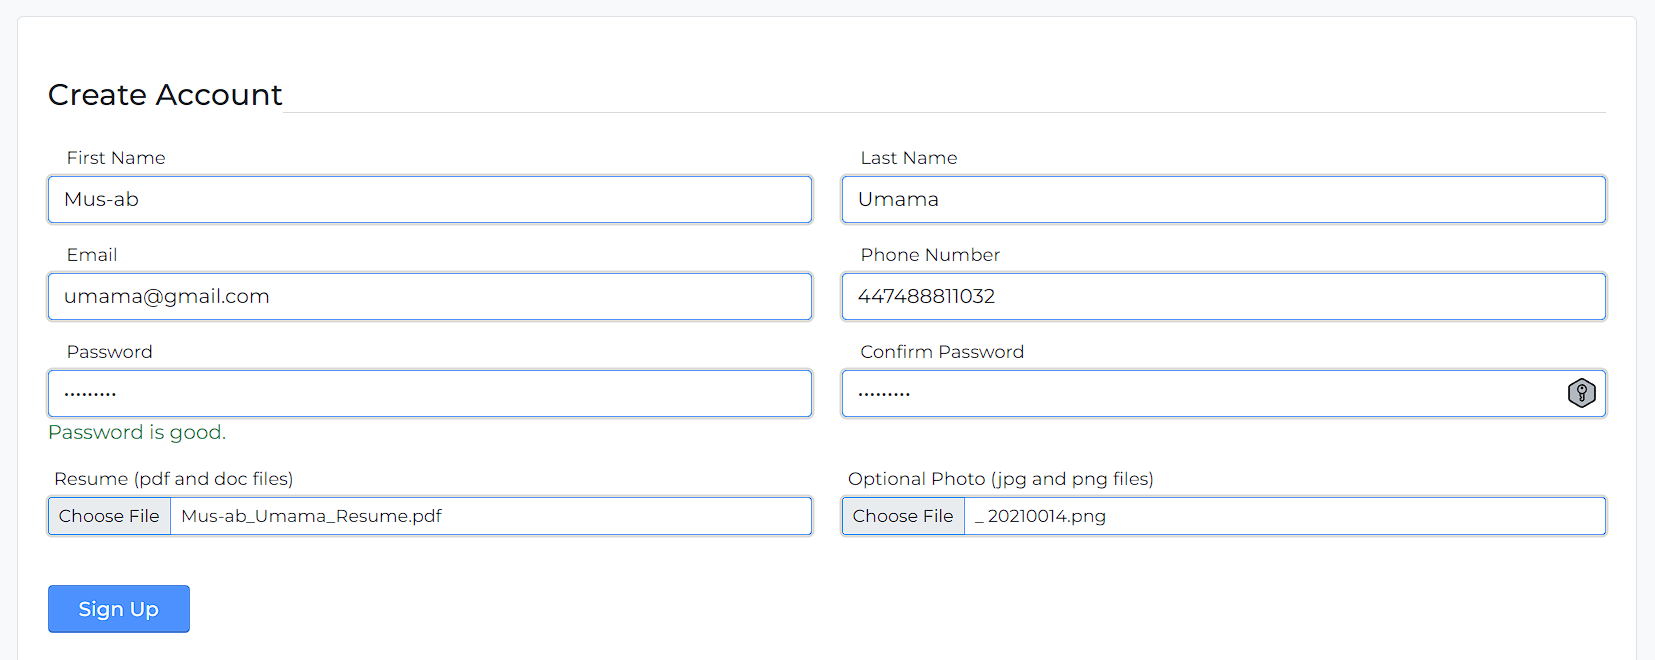 Create Account
First Name Last Name
Mus-ab Umama
Email Phone Number
umama@gmail.com 447488811032
Password Confirm Password
Password is good.
Resume (pdf and doc files) Optional Photo (jpg and png files)
Choose File Mus-ab_Umama_Resume.pdf Choose File _ 20210014.png
Sign Up